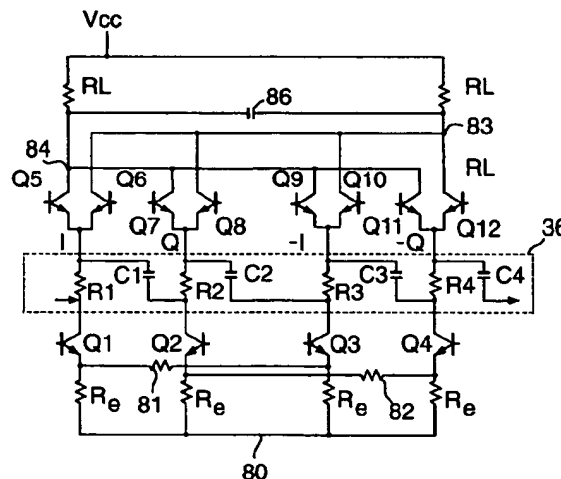 Vcc
RL RL
86
84 83
RL
Q5 Q6 Q9 Q10
Q7 Q8 Q11 Q12
I Q -I -Q 36
R1 C1 R2 C2 R3 C3 R4 C4
Q1 Q2 Q3 Q4
81 82
Re Re Re Re
80